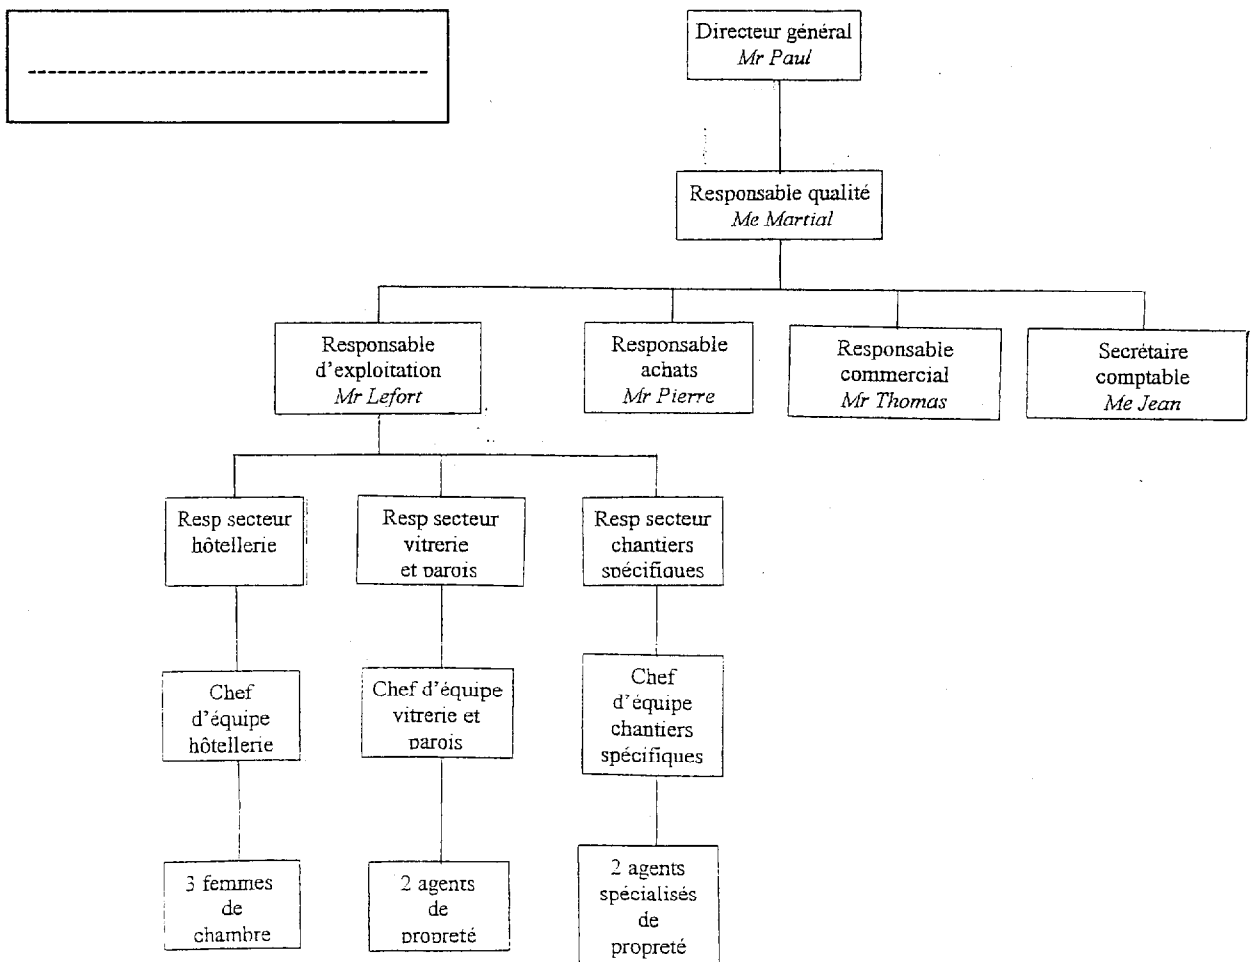 Directeur général
Mr Paul
Responsable qualité
Me Martial
Responsable
d'exploitation
Mr Lefort
Responsable
achats
Mr Pierre
Responsable
commercial
Mr Thomas
Secrétaire
comptable
Me Jean
Resp secteur
hôtellerie
Resp secteur
vitrerie
et parois
Resp secteur
chantiers
spécifiques
Chef
d'équipe
hôtellerie
Chef d'équipe
vitrerie et
parois
Chef
d'équipe
chantiers
spécifiques
3 femmes
de
chambre
2 agents
de
propreté
2 agents
spécialisés
de
propreté